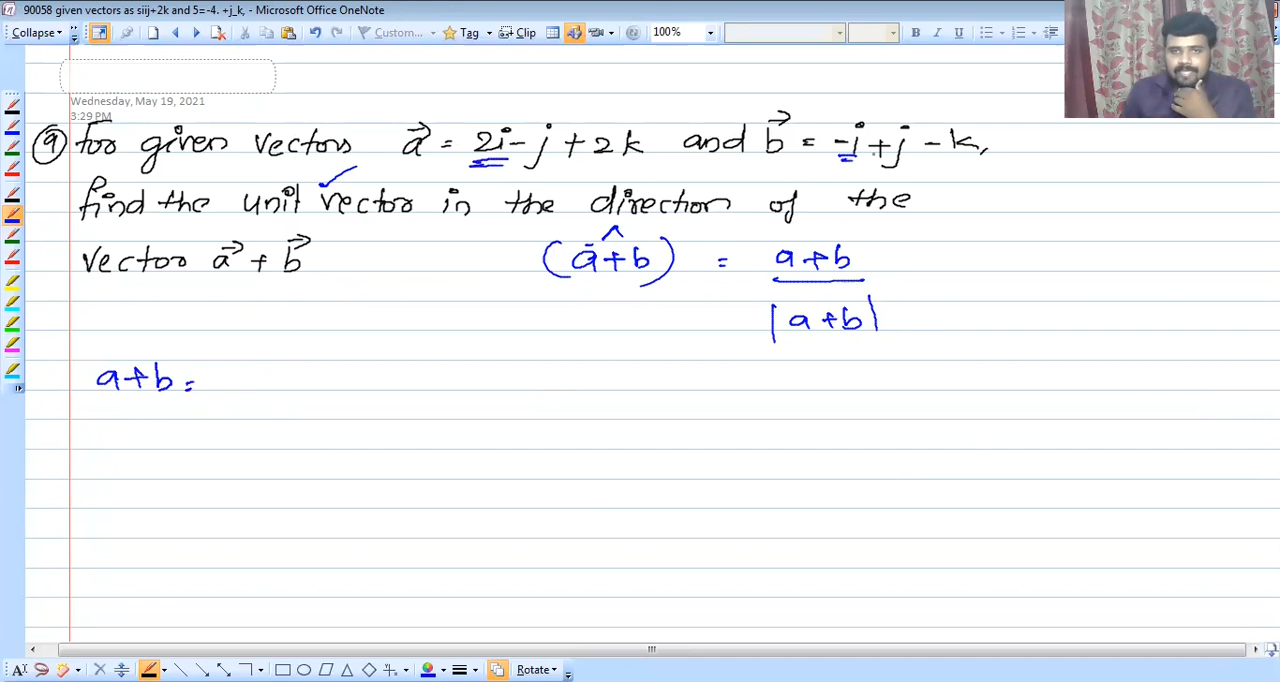 90058 given vectors as siij+2k and 5=-4. +j_k, - Microsoft Office OneNote
Collapse Custom... Tag Clip 100% B I U
Wednesday, May 19, 2021
3:29 PM
9 For given vectors a⃗ = 2i - j + 2k and b⃗ = -i + j - k,
find the unit vector in the direction of the
vector a⃗ + b⃗ (a + b)^ = a+b
|a+b|
a+b =
Rotate